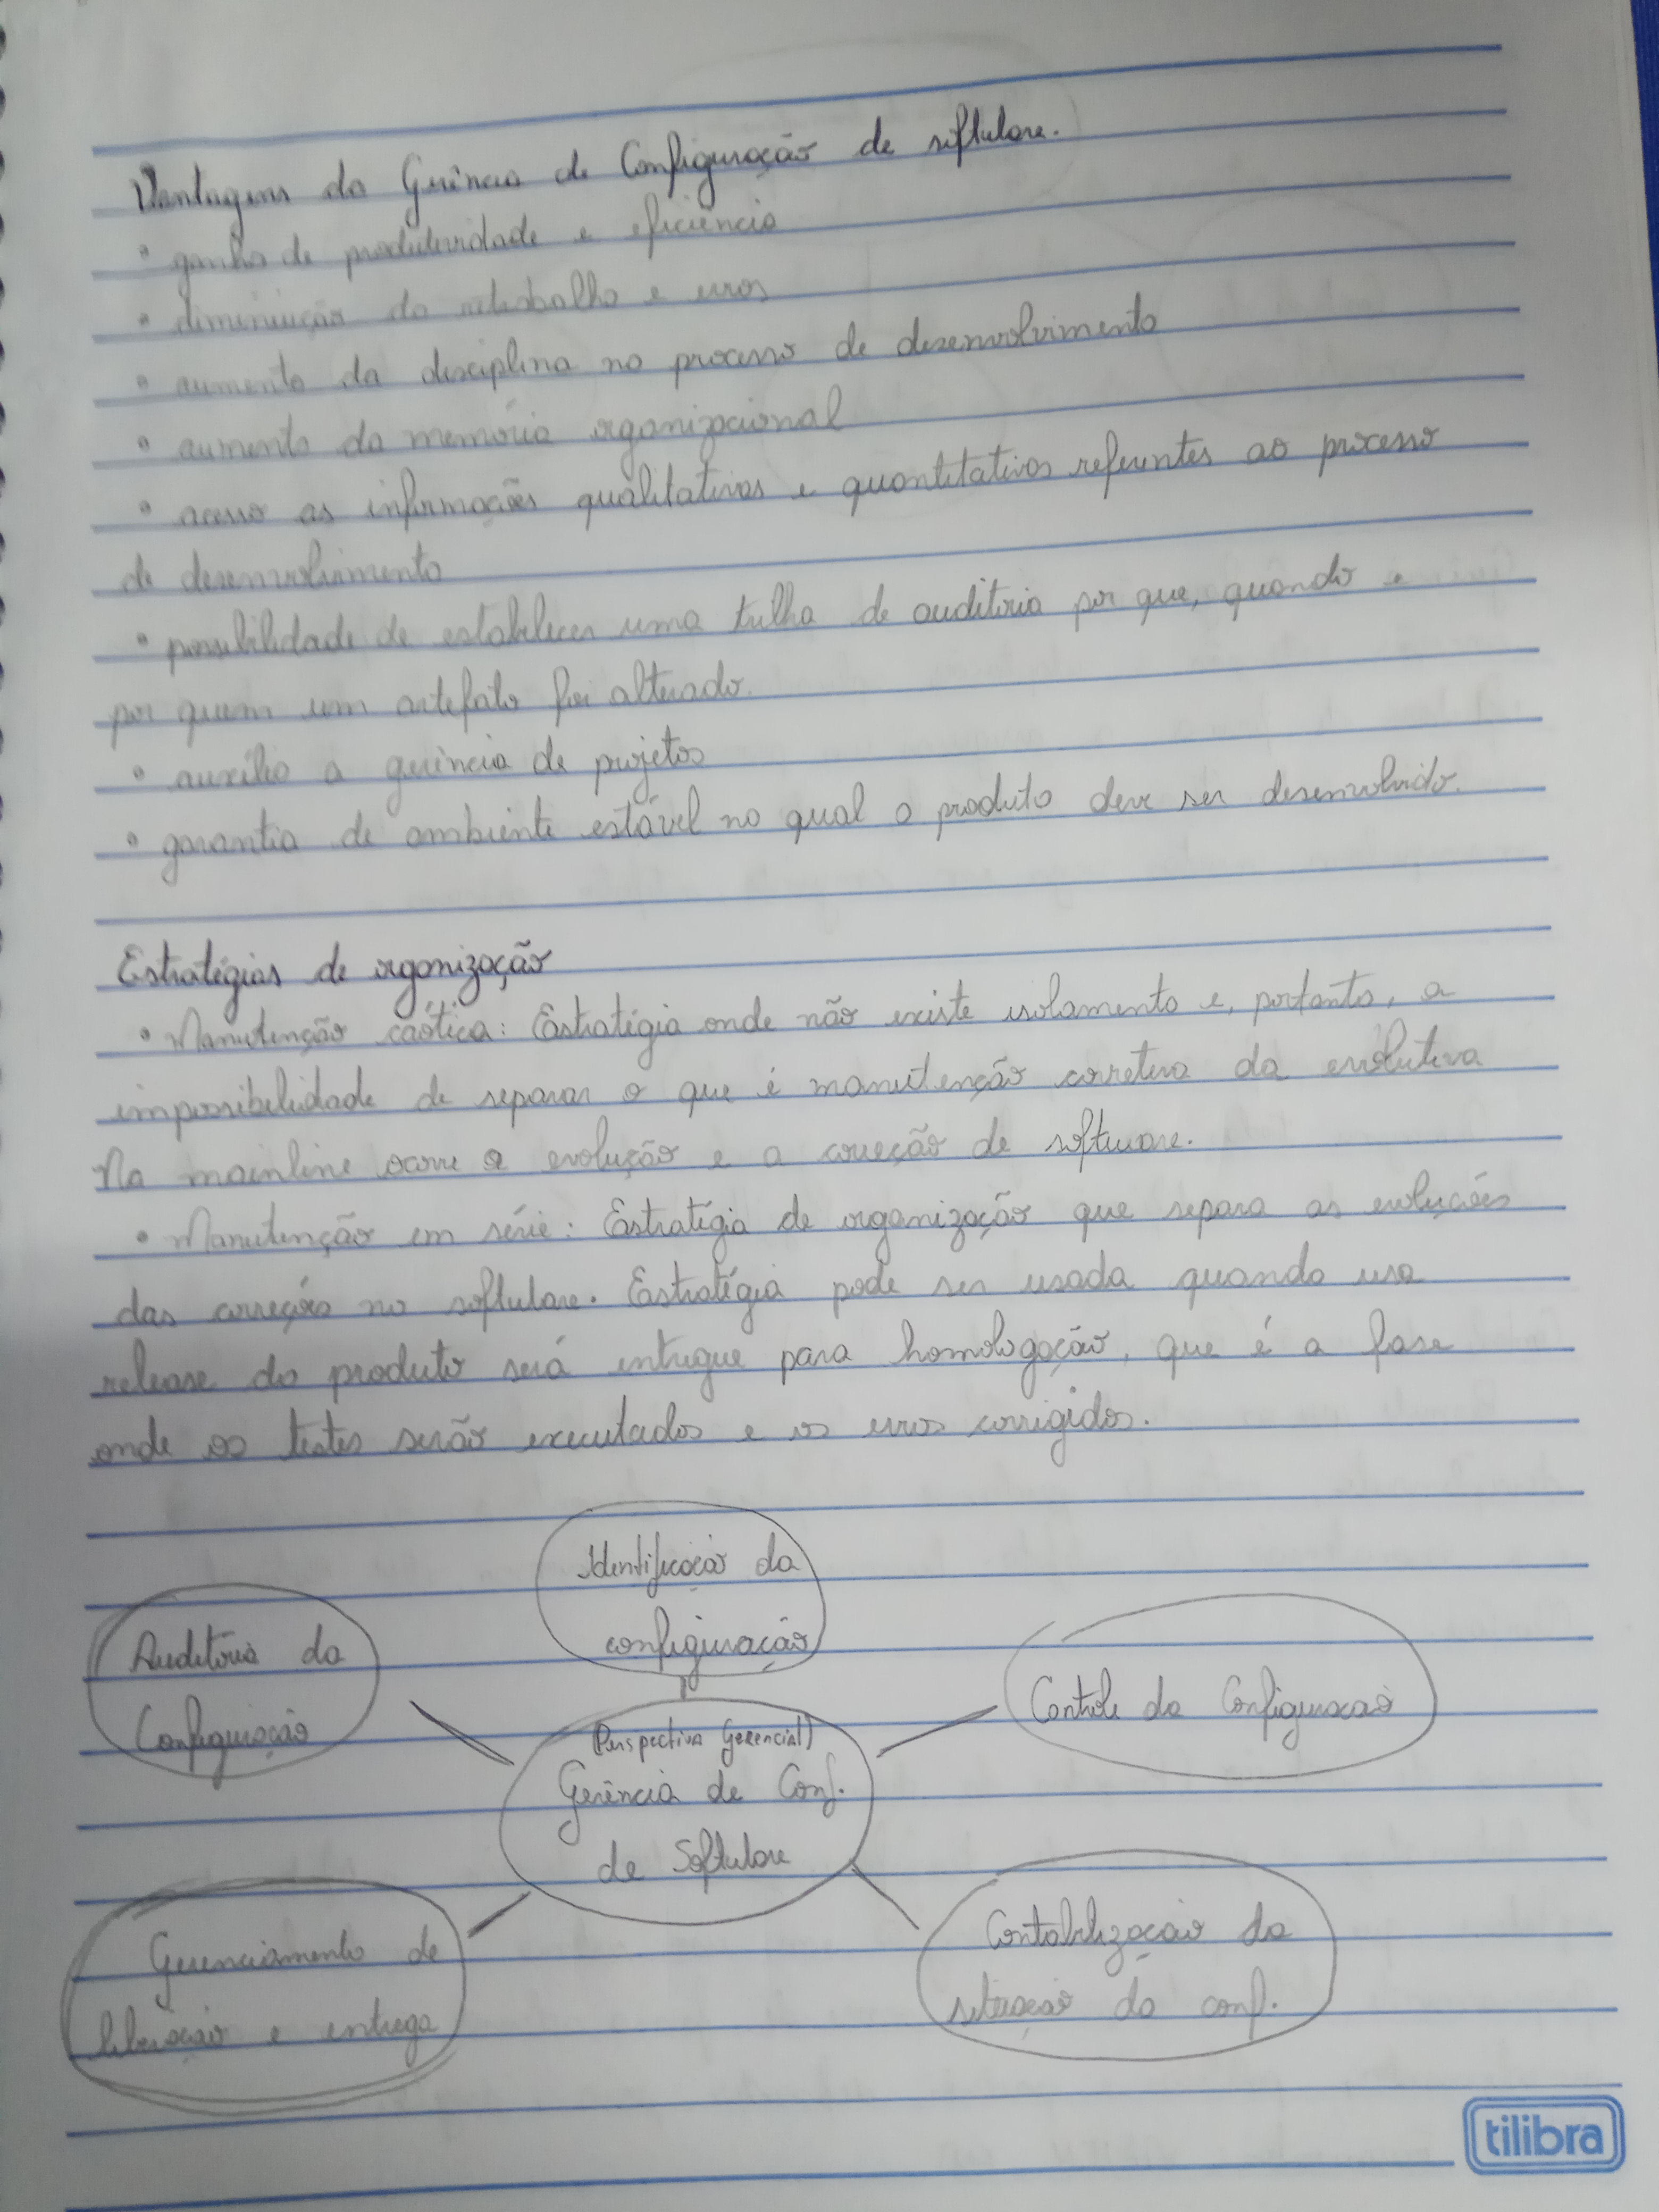 Vantagens da Gerência de Configuração de software.
• ganho de produtividade e eficiência
• diminuição do retrabalho e erros
• aumento da disciplina no processo de desenvolvimento
• aumento da memória organizacional
• acesso as informações qualitativas e quantitativas referentes ao processo
de desenvolvimento
• possibilidade de estabelecer uma trilha de auditoria por que, quando e
por quem um artefato foi alterado.
• auxílio a gerência de projetos
• garantia de ambiente estável no qual o produto deve ser desenvolvido.
Estratégias de organização
• Manutenção caótica: Estratégia onde não existe isolamento e, portanto, a
impossibilidade de separar o que é manutenção corretiva da evolutiva
Na mainline ocorre a evolução e a correção de software.
• Manutenção em série: Estratégia de organização que separa as evoluções
das correções no software. Estratégia pode ser usada quando uma
release do produto será entregue para homologação, que é a fase
onde os testes serão executados e os erros corrigidos.
Identificação da
configuração
Auditoria da
Configuração
Controle da Configuração
(Perspectiva Gerencial)
Gerência de Conf.
de Software
Gerenciamento de
liberação e entrega
Contabilização da
situação da conf.
tilibra